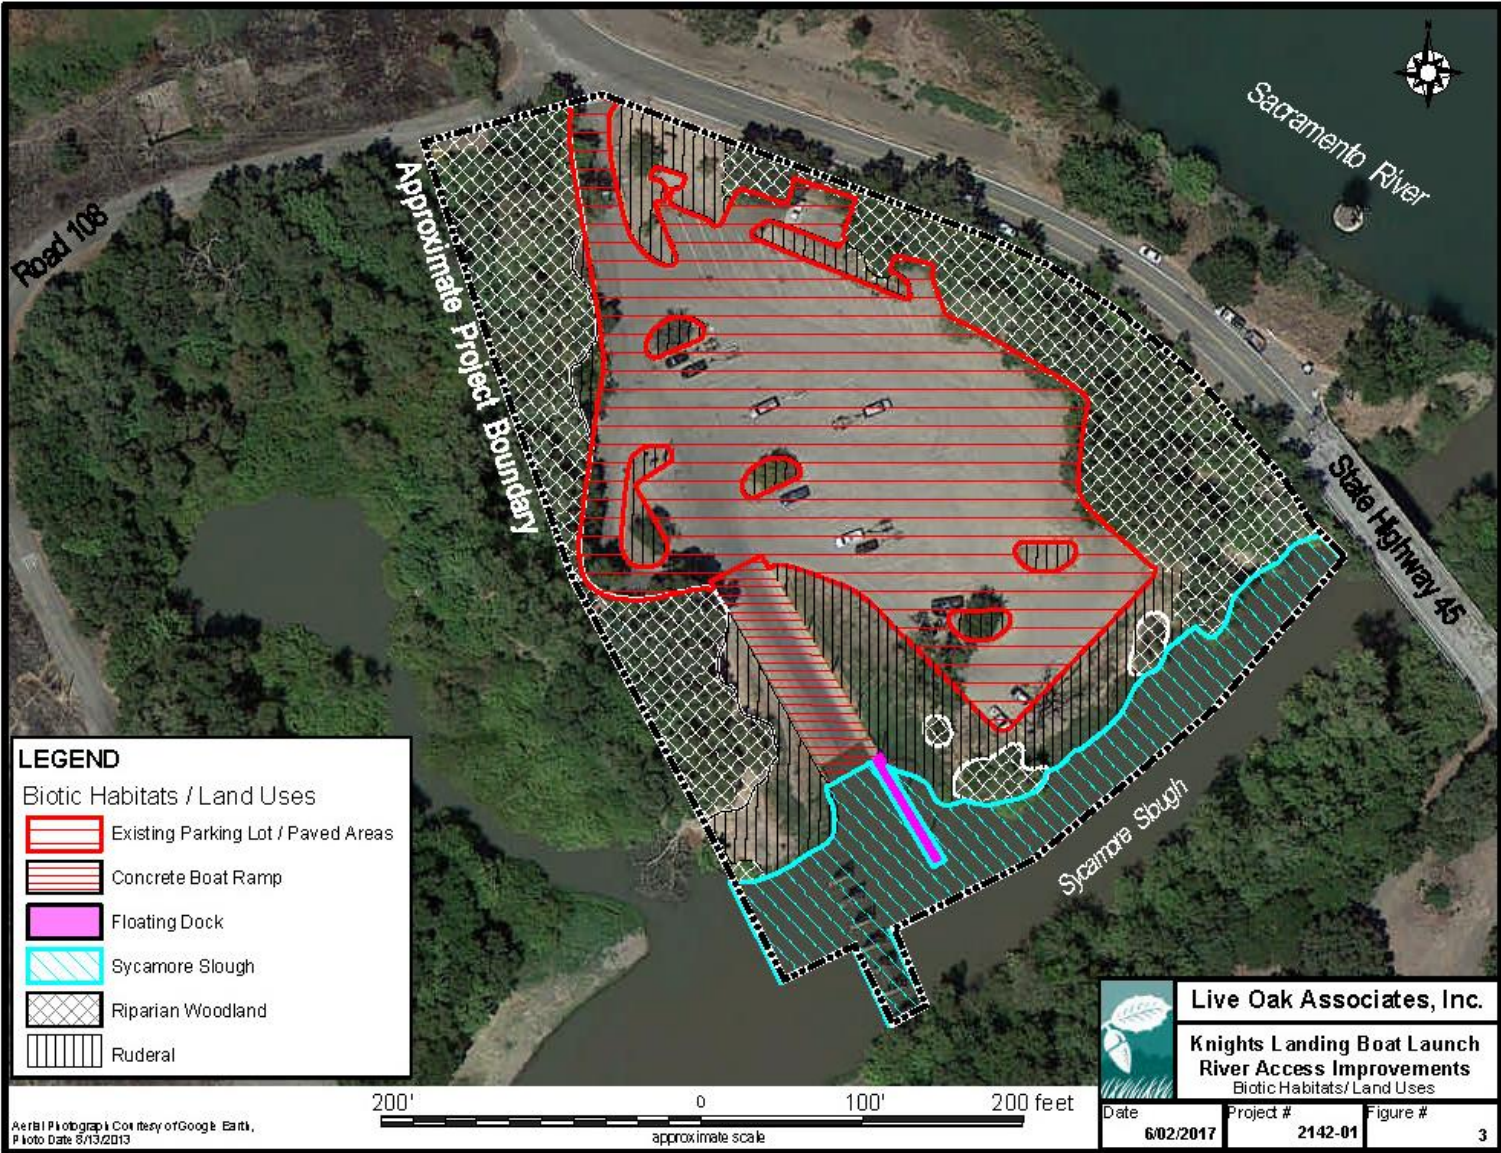 N
Sacramento River
Road 108
Approximate Project Boundary
State Highway 45
Sycamore Slough
LEGEND
Biotic Habitats / Land Uses
Existing Parking Lot / Paved Areas
Concrete Boat Ramp
Floating Dock
Sycamore Slough
Riparian Woodland
Ruderal
Live Oak Associates, Inc.
Knights Landing Boat Launch
River Access Improvements
Biotic Habitats/ Land Uses
Date
6/02/2017
Project #
2142-01
Figure #
3
200'
0
100'
200 feet
approximate scale
Aerial Photograph Courtesy of Google Earth,
Photo Date 8/13/2013